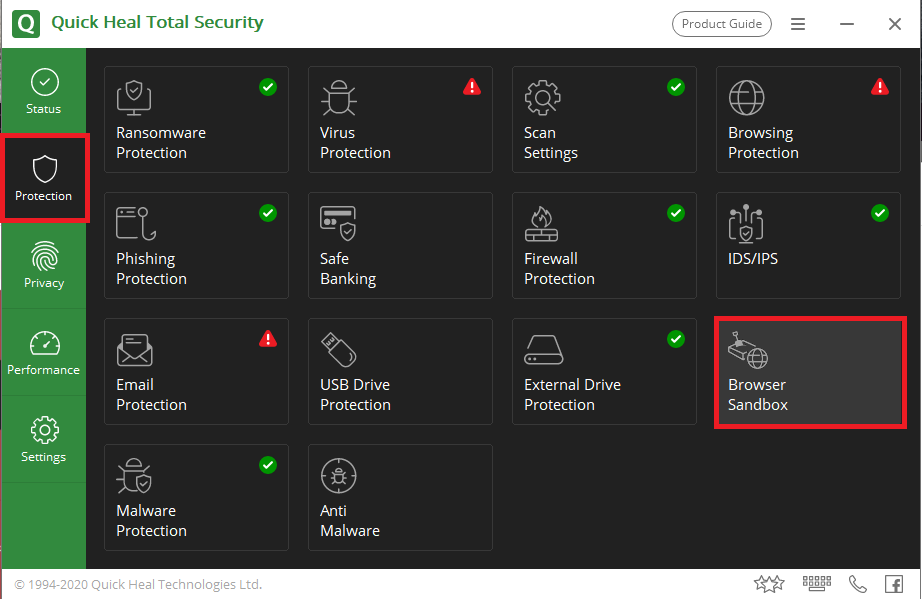 Q Quick Heal Total Security
Product Guide
Status
Protection
Privacy
Performance
Settings
Ransomware
Protection
Virus
Protection
Scan
Settings
Browsing
Protection
Phishing
Protection
Safe
Banking
Firewall
Protection
IDS/IPS
Email
Protection
USB Drive
Protection
External Drive
Protection
Browser
Sandbox
Malware
Protection
Anti
Malware
© 1994-2020 Quick Heal Technologies Ltd.